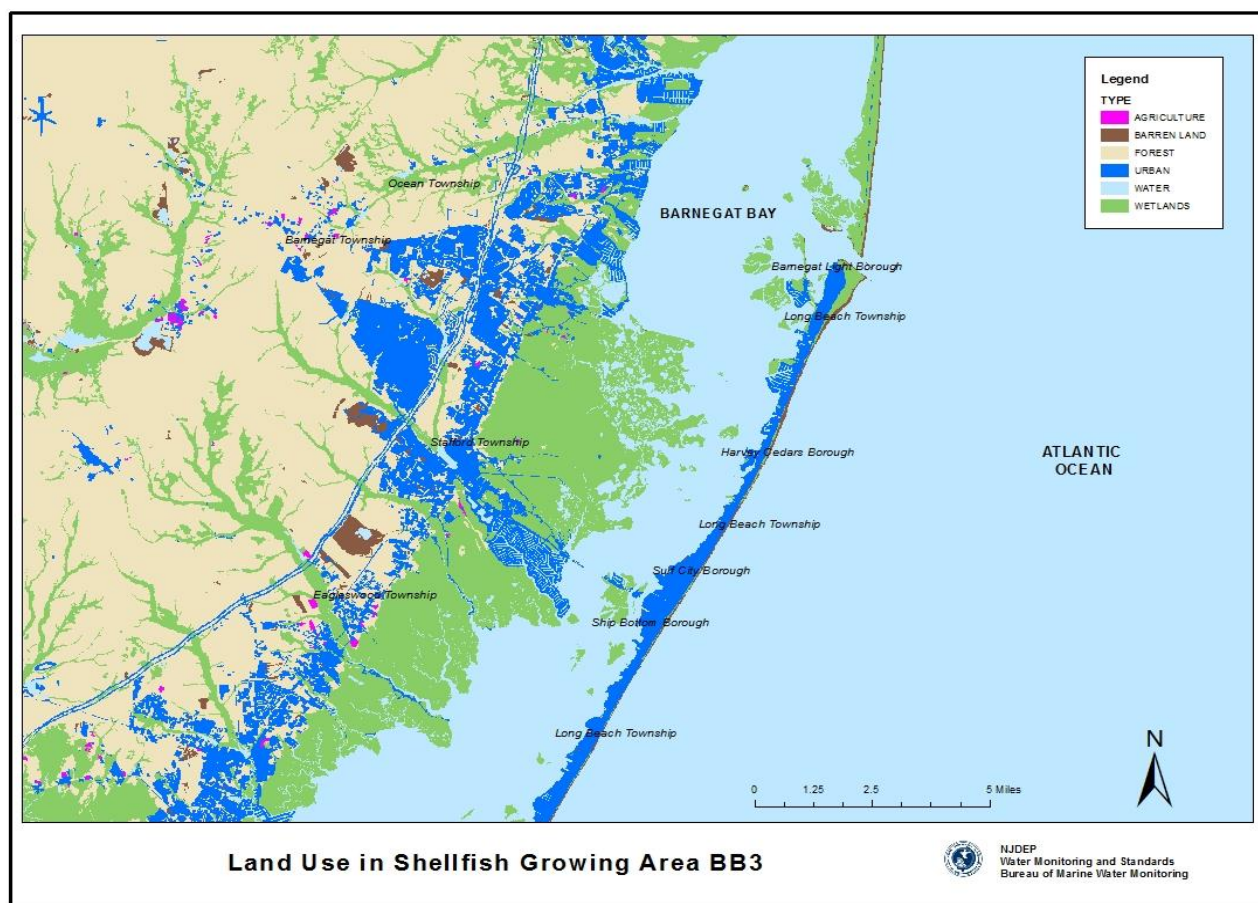 Legend
TYPE
AGRICULTURE
BARREN LAND
FOREST
URBAN
WATER
WETLANDS
Ocean Township
BARNEGAT BAY
Barnegat Township
Barnegat Light Borough
Long Beach Township
Stafford Township
Harvey Cedars Borough
ATLANTIC
OCEAN
Long Beach Township
Surf City Borough
Eagleswood Township
Ship Bottom Borough
Long Beach Township
N
0 1.25 2.5 5 Miles
Land Use in Shellfish Growing Area BB3
NJDEP
Water Monitoring and Standards
Bureau of Marine Water Monitoring